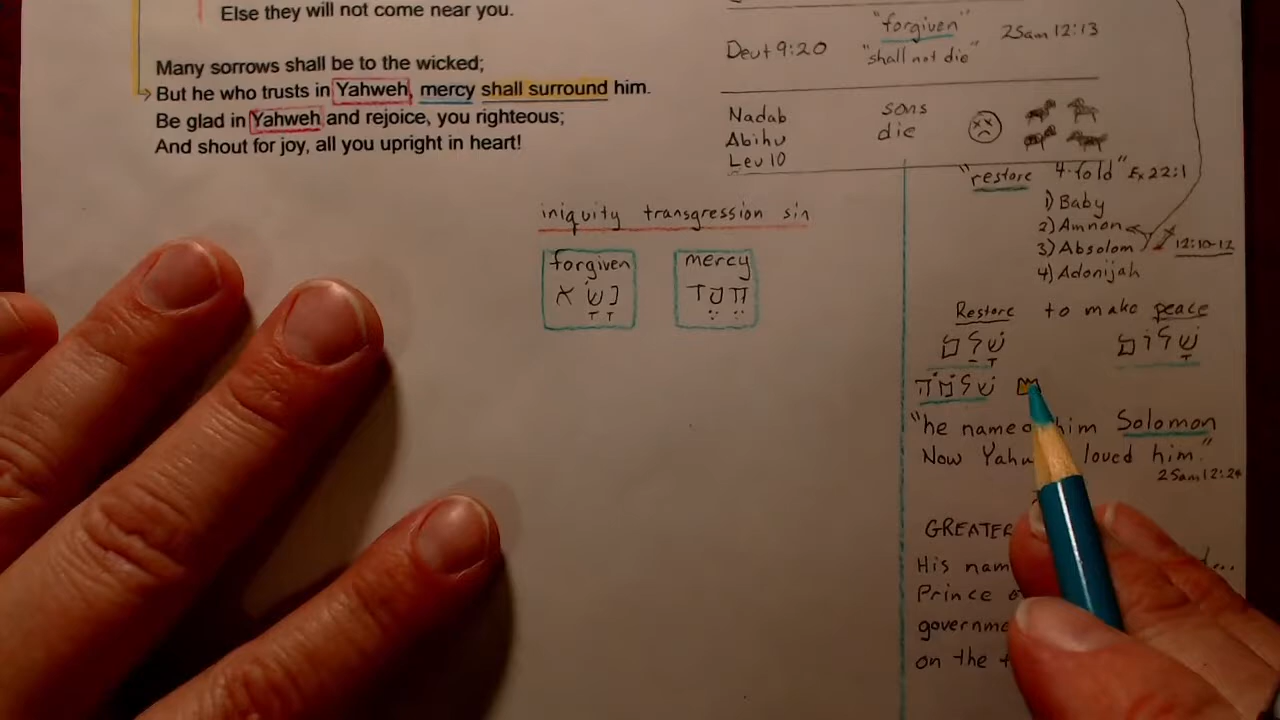 Else they will not come near you.
Many sorrows shall be to the wicked;
But he who trusts in Yahweh, mercy shall surround him.
Be glad in Yahweh and rejoice, you righteous;
And shout for joy, all you upright in heart!
Deut 9:20
"forgiven"
"shall not die"
2Sam 12:13
Nadab
Abihu
Lev 10
sons
die
iniquity transgression sin
forgiven
נָשָׂא
mercy
חֶסֶד
"restore 4-fold" Ex 22:1
1) Baby
2) Amnon
3) Absolom
12:10-12
4) Adonijah
Restore to make peace
שָׁלַם
שָׁלוֹם
שְׁלֹמֹה
"he name him Solomon
Now Yahw loved him."
2Sam 12:24
GREATER
His nam
Prince
governme
on the